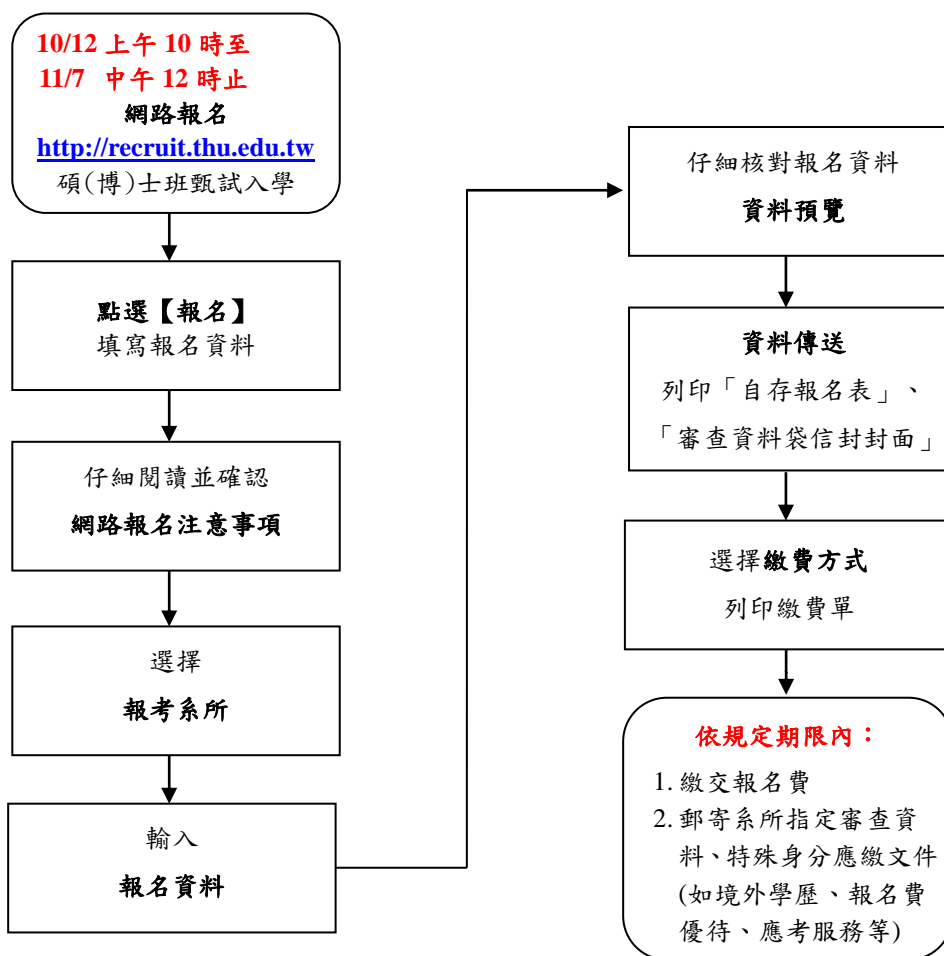 10/12 上午 10 時至
11/7 中午 12 時止
網路報名
http://recruit.thu.edu.tw
碩(博)士班甄試入學
點選【報名】
填寫報名資料
仔細閱讀並確認
網路報名注意事項
選擇
報考系所
輸入
報名資料
仔細核對報名資料
資料預覽
資料傳送
列印「自存報名表」、
「審查資料袋信封封面」
選擇繳費方式
列印繳費單
依規定期限內：
1. 繳交報名費
2. 郵寄系所指定審查資
料、特殊身分應繳文件
(如境外學歷、報名費
優待、應考服務等)